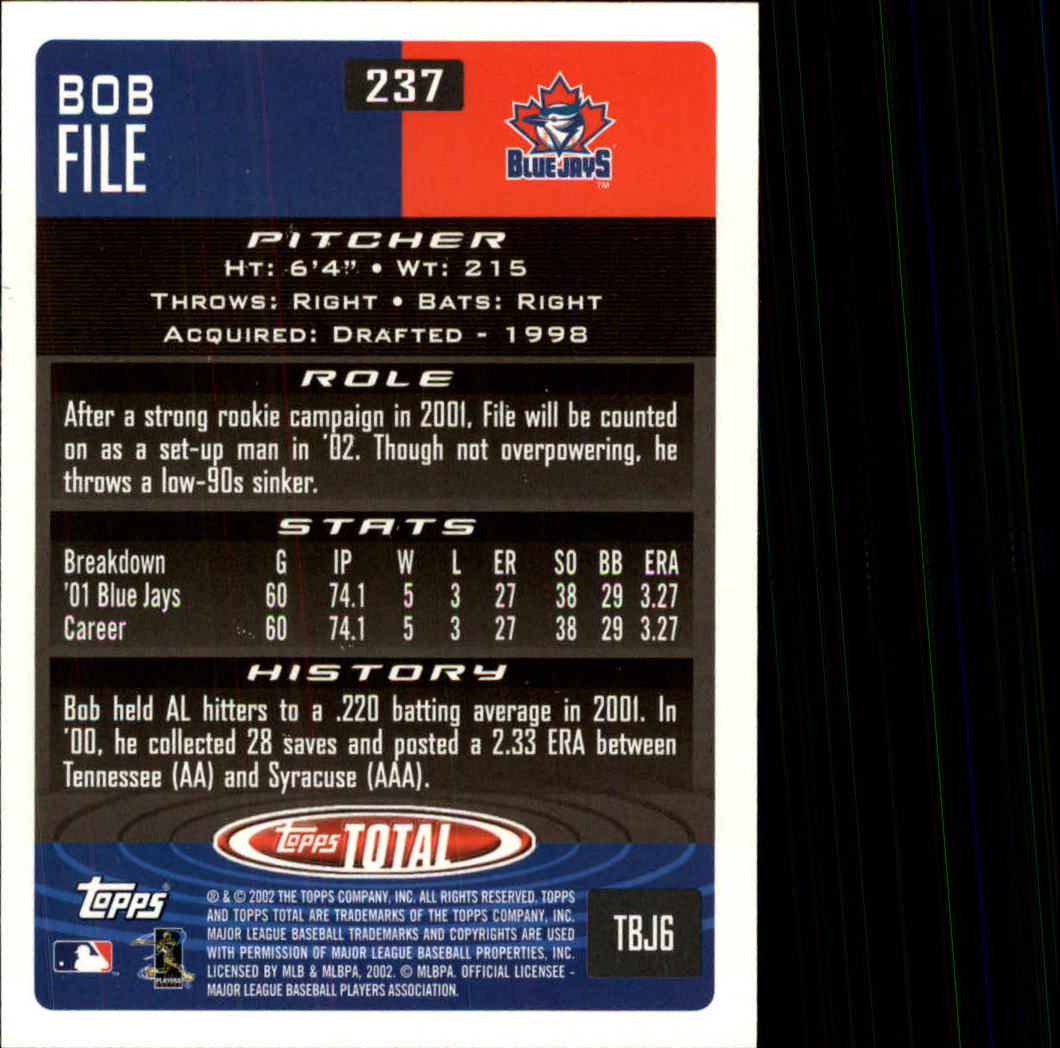 BOB
FILE
237
BLUE JAYS
TM
PITCHER
HT: 6'4" • WT: 215
THROWS: RIGHT • BATS: RIGHT
ACQUIRED: DRAFTED - 1998
ROLE
After a strong rookie campaign in 2001, File will be counted
on as a set-up man in '02. Though not overpowering, he
throws a low-90s sinker.
STATS
Breakdown G IP W L ER SO BB ERA
'01 Blue Jays 60 74.1 5 3 27 38 29 3.27
Career 60 74.1 5 3 27 38 29 3.27
HISTORY
Bob held AL hitters to a .220 batting average in 2001. In
'00, he collected 28 saves and posted a 2.33 ERA between
Tennessee (AA) and Syracuse (AAA).
Topps TOTAL
Topps®
® & © 2002 THE TOPPS COMPANY, INC. ALL RIGHTS RESERVED. TOPPS
AND TOPPS TOTAL ARE TRADEMARKS OF THE TOPPS COMPANY, INC.
MAJOR LEAGUE BASEBALL TRADEMARKS AND COPYRIGHTS ARE USED
WITH PERMISSION OF MAJOR LEAGUE BASEBALL PROPERTIES, INC.
LICENSED BY MLB & MLBPA, 2002. © MLBPA. OFFICIAL LICENSEE -
MAJOR LEAGUE BASEBALL PLAYERS ASSOCIATION.
PLAYERS
TBJ6